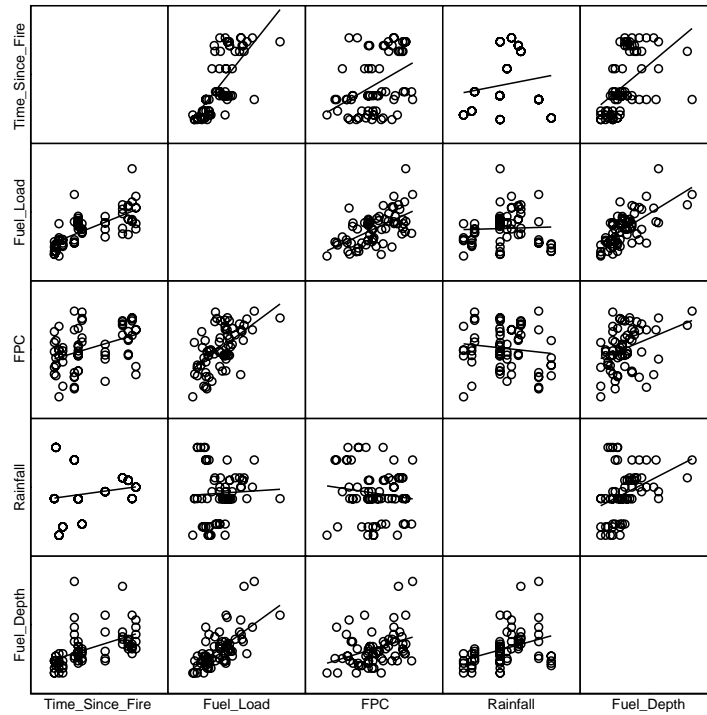 Time_Since_Fire
Fuel_Load
FPC
Rainfall
Fuel_Depth
Time_Since_Fire
Fuel_Load
FPC
Rainfall
Fuel_Depth